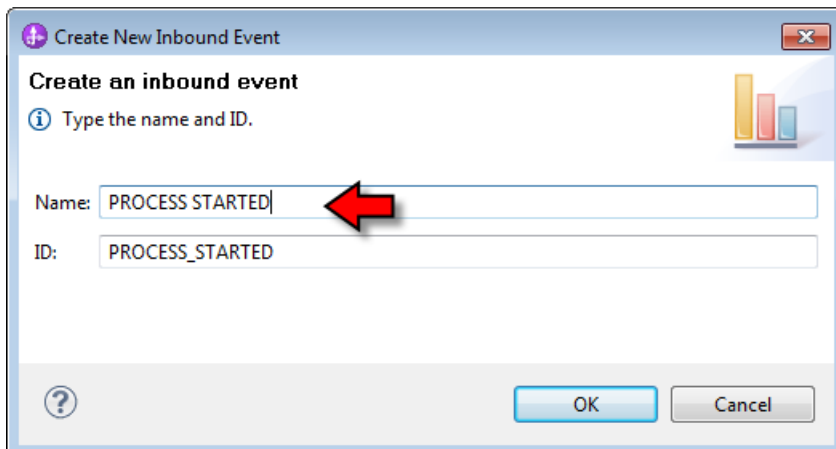 Create New Inbound Event
Create an inbound event
Type the name and ID.
Name: PROCESS STARTED
ID: PROCESS_STARTED
OK Cancel